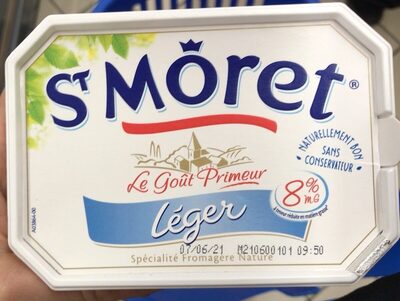 ST MÔRET®
NATURELLEMENT BON
SANS
CONSERVATEUR
Le Goût Primeur
8% M.G
léger
07/06/21 M210600101 09:50
Spécialité Fromagère Nature